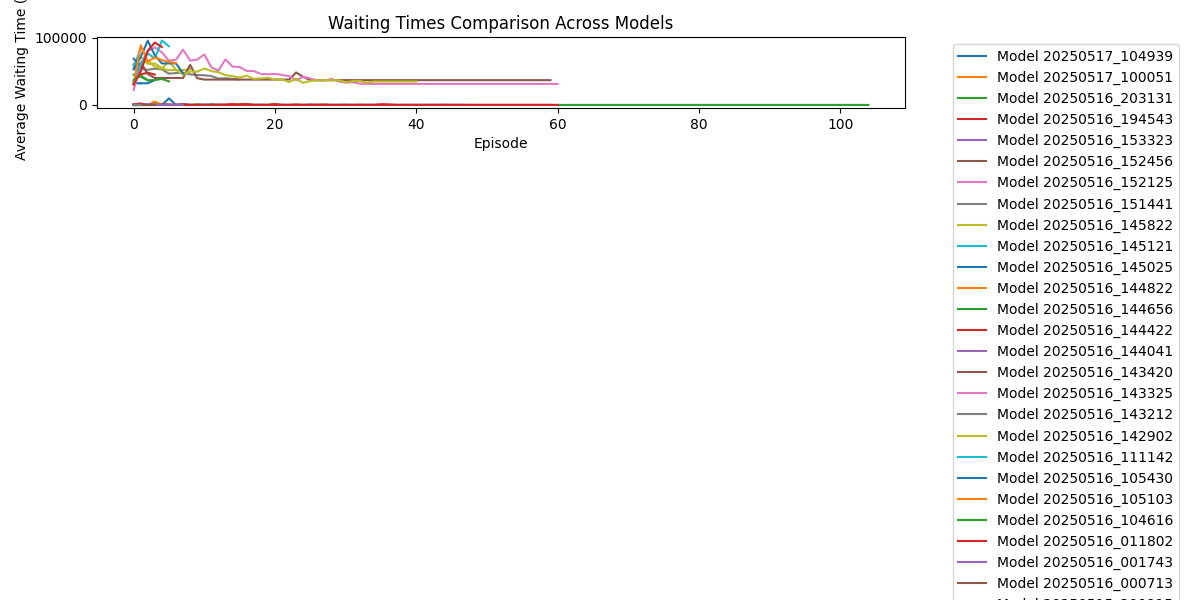 Waiting Times Comparison Across Models
Average Waiting Time (
100000
0
0 20 40 60 80 100
Episode
Model 20250517_104939
Model 20250517_100051
Model 20250516_203131
Model 20250516_194543
Model 20250516_153323
Model 20250516_152456
Model 20250516_152125
Model 20250516_151441
Model 20250516_145822
Model 20250516_145121
Model 20250516_145025
Model 20250516_144822
Model 20250516_144656
Model 20250516_144422
Model 20250516_144041
Model 20250516_143420
Model 20250516_143325
Model 20250516_143212
Model 20250516_142902
Model 20250516_111142
Model 20250516_105430
Model 20250516_105103
Model 20250516_104616
Model 20250516_011802
Model 20250516_001743
Model 20250516_000713